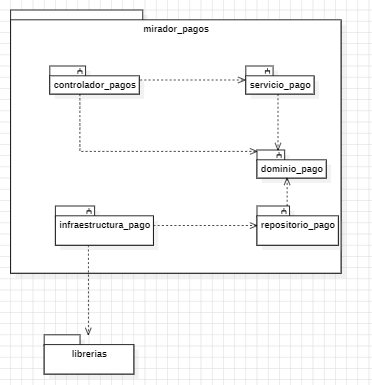 mirador_pagos
controlador_pagos
servicio_pago
dominio_pago
infraestructura_pago
repositorio_pago
librerias